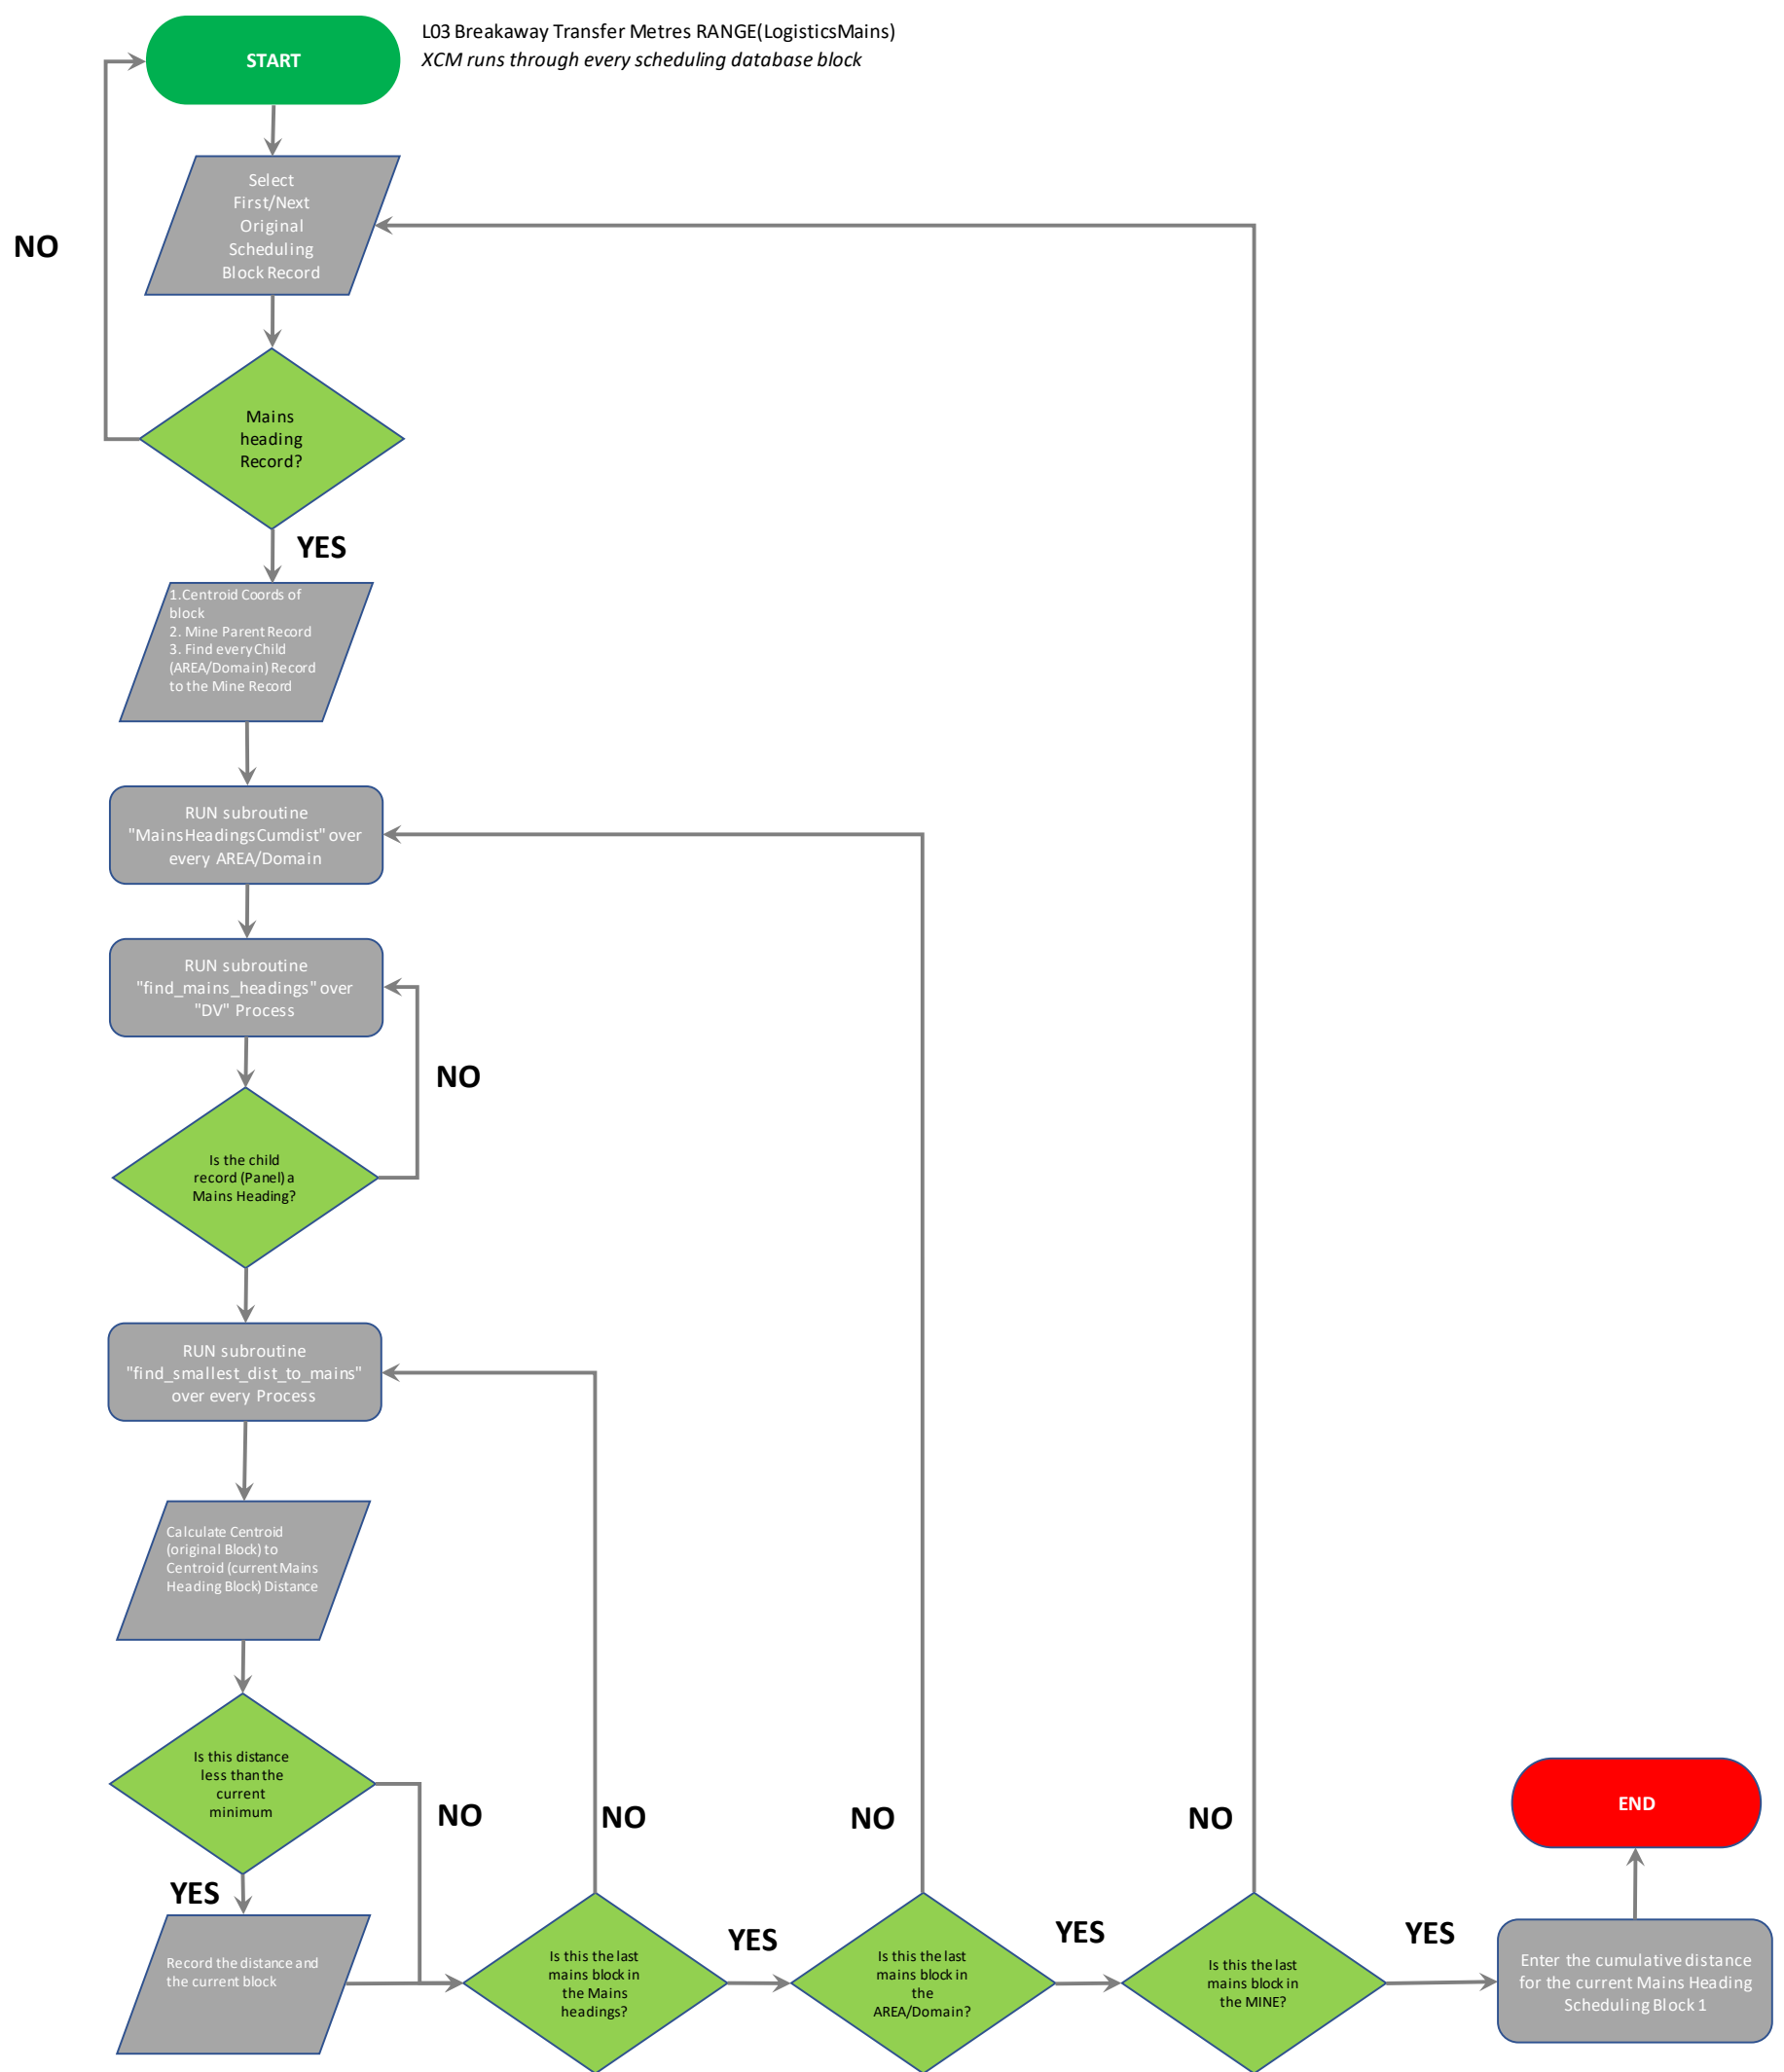 START
L03 Breakaway Transfer Metres RANGE(LogisticsMains)
XCM runs through every scheduling database block
Select
First/Next
Original
Scheduling
Block Record
NO
Mains
heading
Record?
YES
1.Centroid Coords of
block
2. Mine Parent Record
3. Find every Child
(AREA/Domain) Record
to the Mine Record
RUN subroutine
"MainsHeadingsCumdist" over
every AREA/Domain
RUN subroutine
"find_mains_headings" over
"DV" Process
NO
Is the child
record (Panel) a
Mains Heading?
RUN subroutine
"find_smallest_dist_to_mains"
over every Process
Calculate Centroid
(original Block) to
Centroid (current Mains
Heading Block) Distance
Is this distance
less than the
current
minimum
NO
NO
NO
NO
END
YES
Record the distance and
the current block
Is this the last
mains block in
the Mains
headings?
YES
Is this the last
mains block in
the
AREA/Domain?
YES
Is this the last
mains block in
the MINE?
YES
Enter the cumulative distance
for the current Mains Heading
Scheduling Block 1